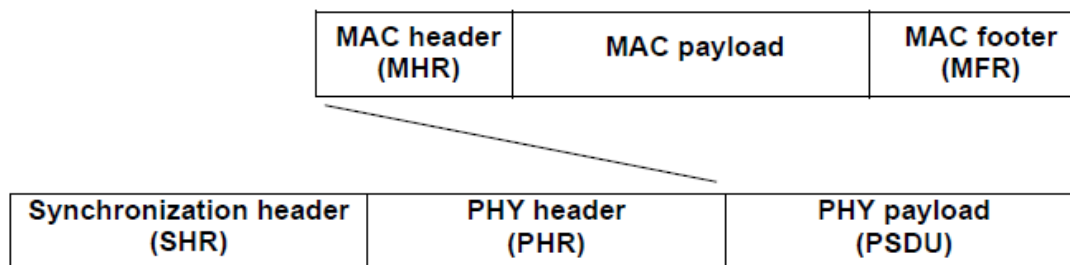 MAC header
(MHR)
MAC payload
MAC footer
(MFR)
Synchronization header
(SHR)
PHY header
(PHR)
PHY payload
(PSDU)